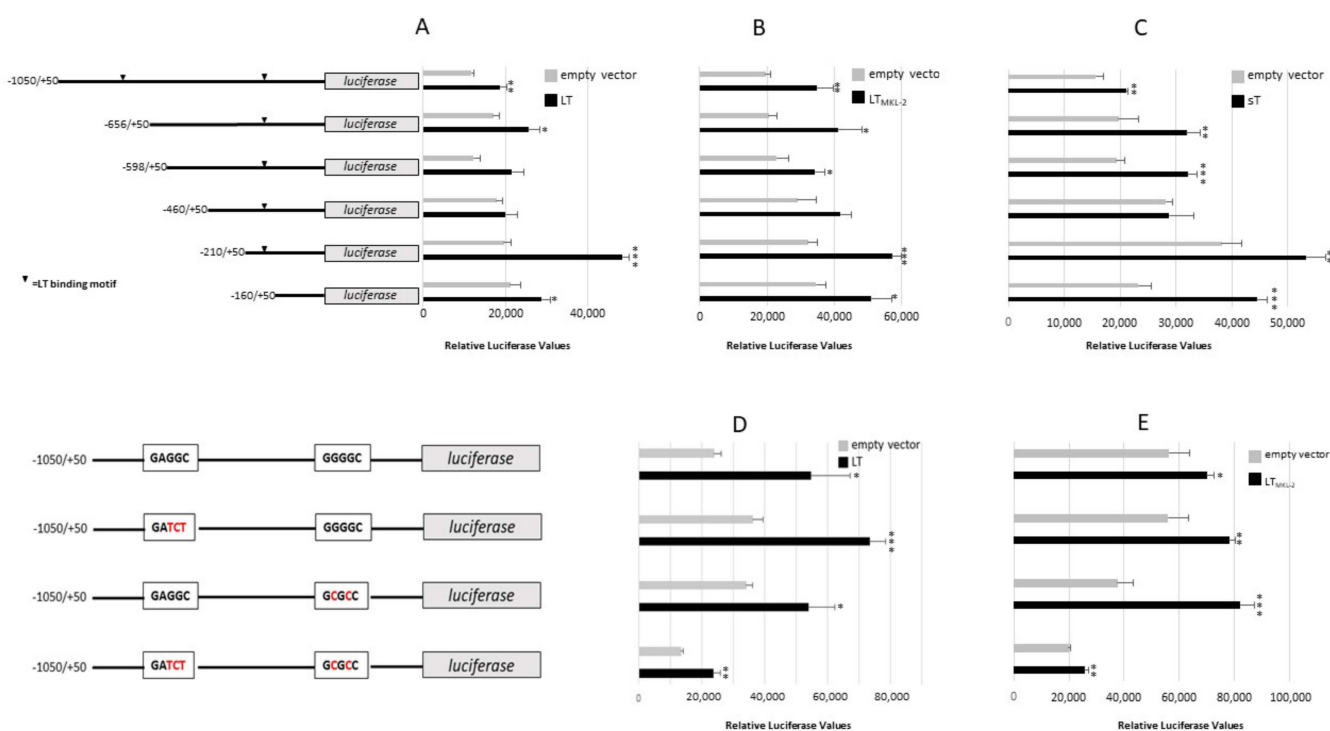 A
B
C
-1050/+50
luciferase
empty vector
LT
**
empty vecto
LT MKL-2
**
empty vector
sT
**
-656/+50
luciferase
*
*
**
-598/+50
luciferase
*
***
-460/+50
luciferase
-210/+50
luciferase
***
***
▼=LT binding motif
-160/+50
luciferase
*
*
***
0 20,000 40,000
0 20,000 40,000 60,000
0 10,000 20,000 30,000 40,000 50,000
Relative Luciferase Values
Relative Luciferase Values
Relative Luciferase Values
D
E
-1050/+50
GAGGC
GGGGC
luciferase
empty vector
LT
*
empty vector
LT MKL-2
*
-1050/+50
GATCT
GGGGC
luciferase
***
**
-1050/+50
GAGGC
GCGCC
luciferase
*
***
-1050/+50
GATCT
GCGCC
luciferase
**
**
0 20,000 40,000 60,000 80,000
0 20,000 40,000 60,000 80,000 100,000
Relative Luciferase Values
Relative Luciferase Values